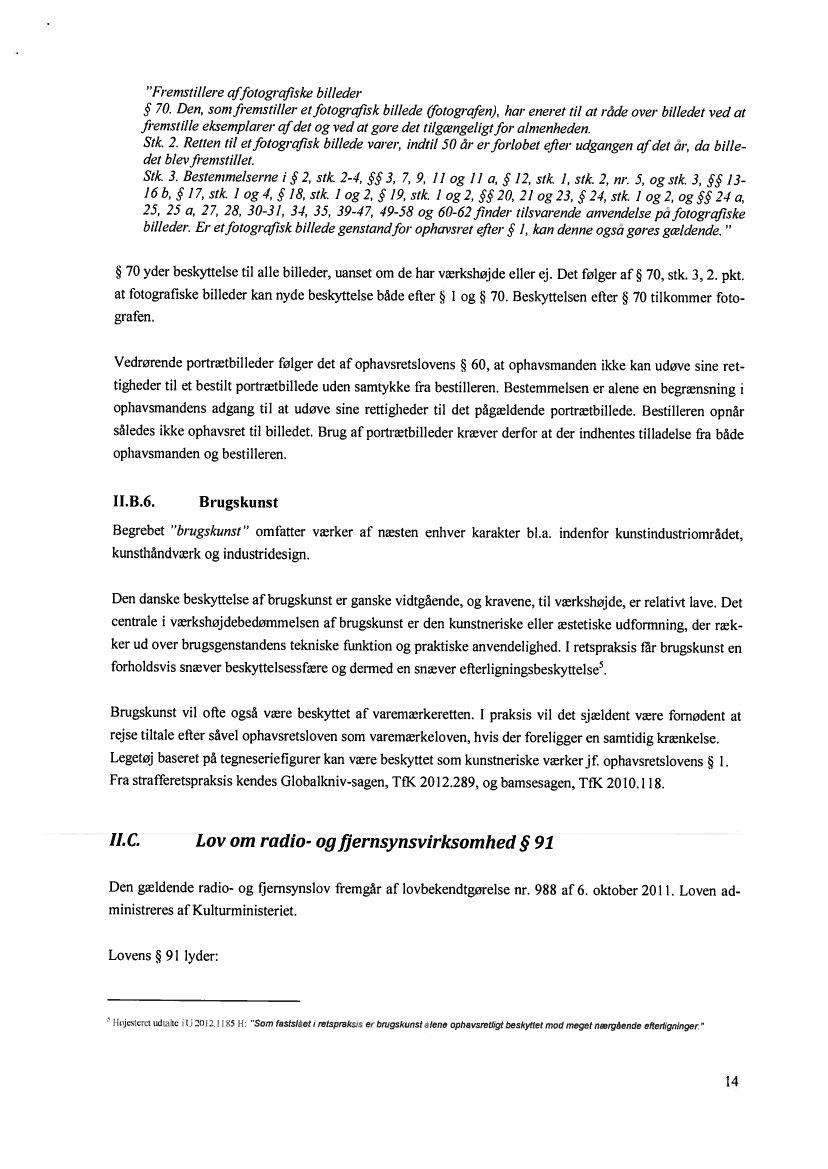 "Fremstillere af fotografiske billeder
§ 70. Den, som fremstiller et fotografisk billede (fotografen), har eneret til at råde over billedet ved at
fremstille eksemplarer af det og ved at gøre det tilgængeligt for almenheden.
Stk. 2. Retten til et fotografisk billede varer, indtil 50 år er forløbet efter udgangen af det år, da bille-
det blev fremstillet.
Stk. 3. Bestemmelserne i § 2, stk. 2-4, §§ 3, 7, 9, 11 og 11 a, § 12, stk. 1, stk. 2, nr. 5, og stk. 3, §§ 13-
16 b, § 17, stk. 1 og 4, § 18, stk. 1 og 2, § 19, stk. 1 og 2, §§ 20, 21 og 23, § 24, stk. 1 og 2, og §§ 24 a,
25, 25 a, 27, 28, 30-31, 34, 35, 39-47, 49-58 og 60-62 finder tilsvarende anvendelse på fotografiske
billeder. Er et fotografisk billede genstand for ophavsret efter § 1, kan denne også gøres gældende."
§ 70 yder beskyttelse til alle billeder, uanset om de har værkshøjde eller ej. Det følger af § 70, stk. 3, 2. pkt.
at fotografiske billeder kan nyde beskyttelse både efter § 1 og § 70. Beskyttelsen efter § 70 tilkommer foto-
grafen.
Vedrørende portrætbilleder følger det af ophavsretslovens § 60, at ophavsmanden ikke kan udøve sine ret-
tigheder til et bestilt portrætbillede uden samtykke fra bestilleren. Bestemmelsen er alene en begrænsning i
ophavsmandens adgang til at udøve sine rettigheder til det pågældende portrætbillede. Bestilleren opnår
således ikke ophavsret til billedet. Brug af portrætbilleder kræver derfor at der indhentes tilladelse fra både
ophavsmanden og bestilleren.
II.B.6. Brugskunst
Begrebet "brugskunst" omfatter værker af næsten enhver karakter bl.a. indenfor kunstindustriområdet,
kunsthåndværk og industridesign.
Den danske beskyttelse af brugskunst er ganske vidtgående, og kravene, til værkshøjde, er relativt lave. Det
centrale i værkshøjdebedømmelsen af brugskunst er den kunstneriske eller æstetiske udformning, der ræk-
ker ud over brugsgenstandens tekniske funktion og praktiske anvendelighed. I retspraksis får brugskunst en
forholdsvis snæver beskyttelsessfære og dermed en snæver efterligningsbeskyttelse⁵.
Brugskunst vil ofte også være beskyttet af varemærkeretten. I praksis vil det sjældent være fornødent at
rejse tiltale efter såvel ophavsretsloven som varemærkeloven, hvis der foreligger en samtidig krænkelse.
Legetøj baseret på tegneseriefigurer kan være beskyttet som kunstneriske værker jf. ophavsretslovens § 1.
Fra strafferetspraksis kendes Globalkniv-sagen, TfK 2012.289, og bamsesagen, TfK 2010.118.
II.C. Lov om radio- og fjernsynsvirksomhed § 91
Den gældende radio- og fjernsynslov fremgår af lovbekendtgørelse nr. 988 af 6. oktober 2011. Loven ad-
ministreres af Kulturministeriet.
Lovens § 91 lyder:
⁵ Højesteret udtalte i U 2012.1185 H: "Som fastslået i retspraksis er brugskunst alene ophavsretligt beskyttet mod meget nærgående efterligninger."
14